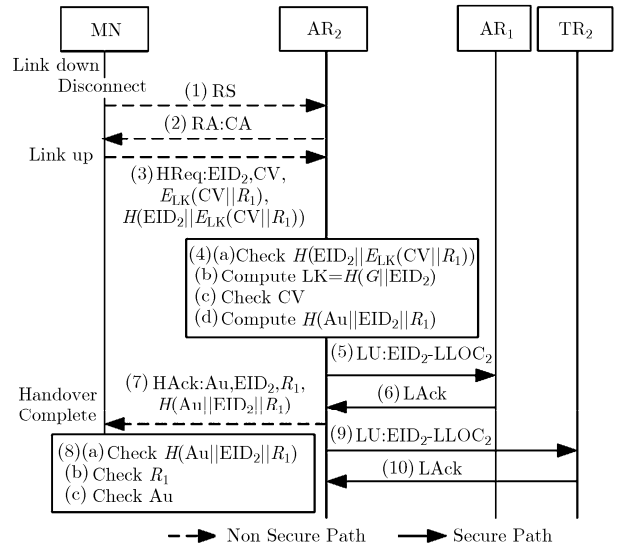 MN
AR₂
AR₁
TR₂
Link down
Disconnect
(1) RS
(2) RA:CA
Link up
(3) HReq:EID₂,CV,
E_LK(CV||R₁),
H(EID₂||E_LK(CV||R₁))
(4)(a)Check H(EID₂||E_LK(CV||R₁))
(b) Compute LK=H(G||EID₂)
(c) Check CV
(d) Compute H(Au||EID₂||R₁)
(5) LU:EID₂-LLOC₂
(6) LAck
(7) HAck:Au,EID₂,R₁,
H(Au||EID₂||R₁)
Handover
Complete
(8)(a) Check H(Au||EID₂||R₁)
(b) Check R₁
(c) Check Au
(9) LU:EID₂-LLOC₂
(10) LAck
Non Secure Path
Secure Path